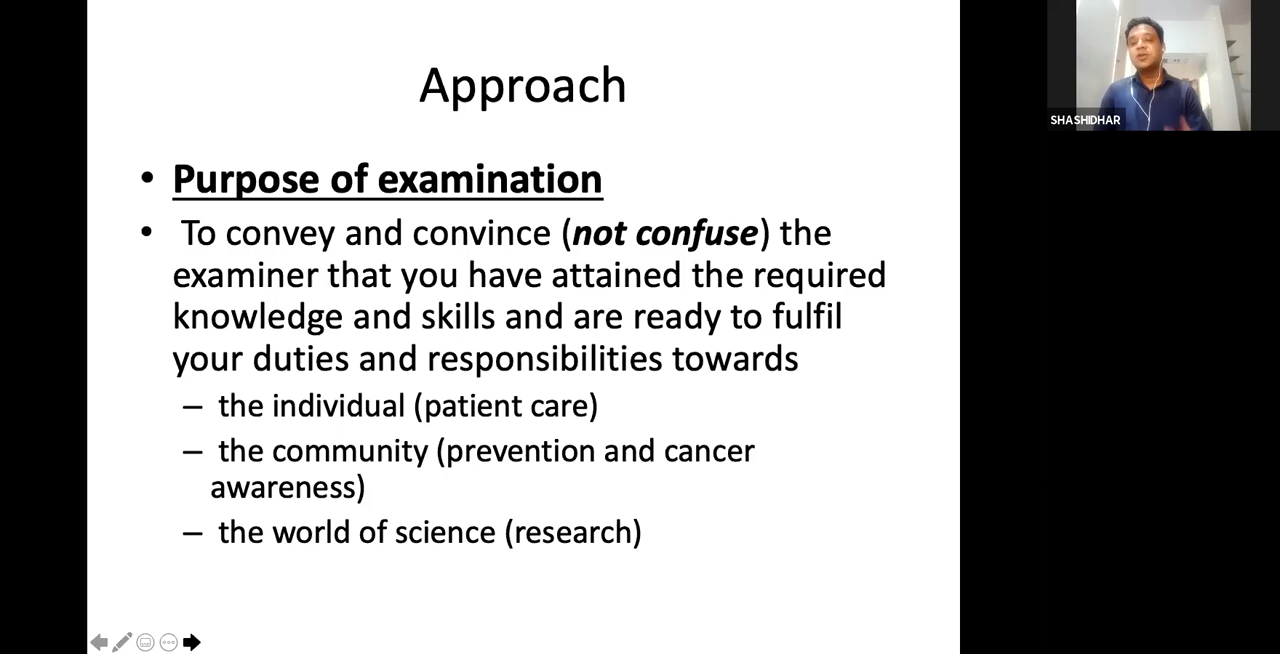 Approach
• Purpose of examination
• To convey and convince (not confuse) the
examiner that you have attained the required
knowledge and skills and are ready to fulfil
your duties and responsibilities towards
– the individual (patient care)
– the community (prevention and cancer
awareness)
– the world of science (research)
SHASHIDHAR